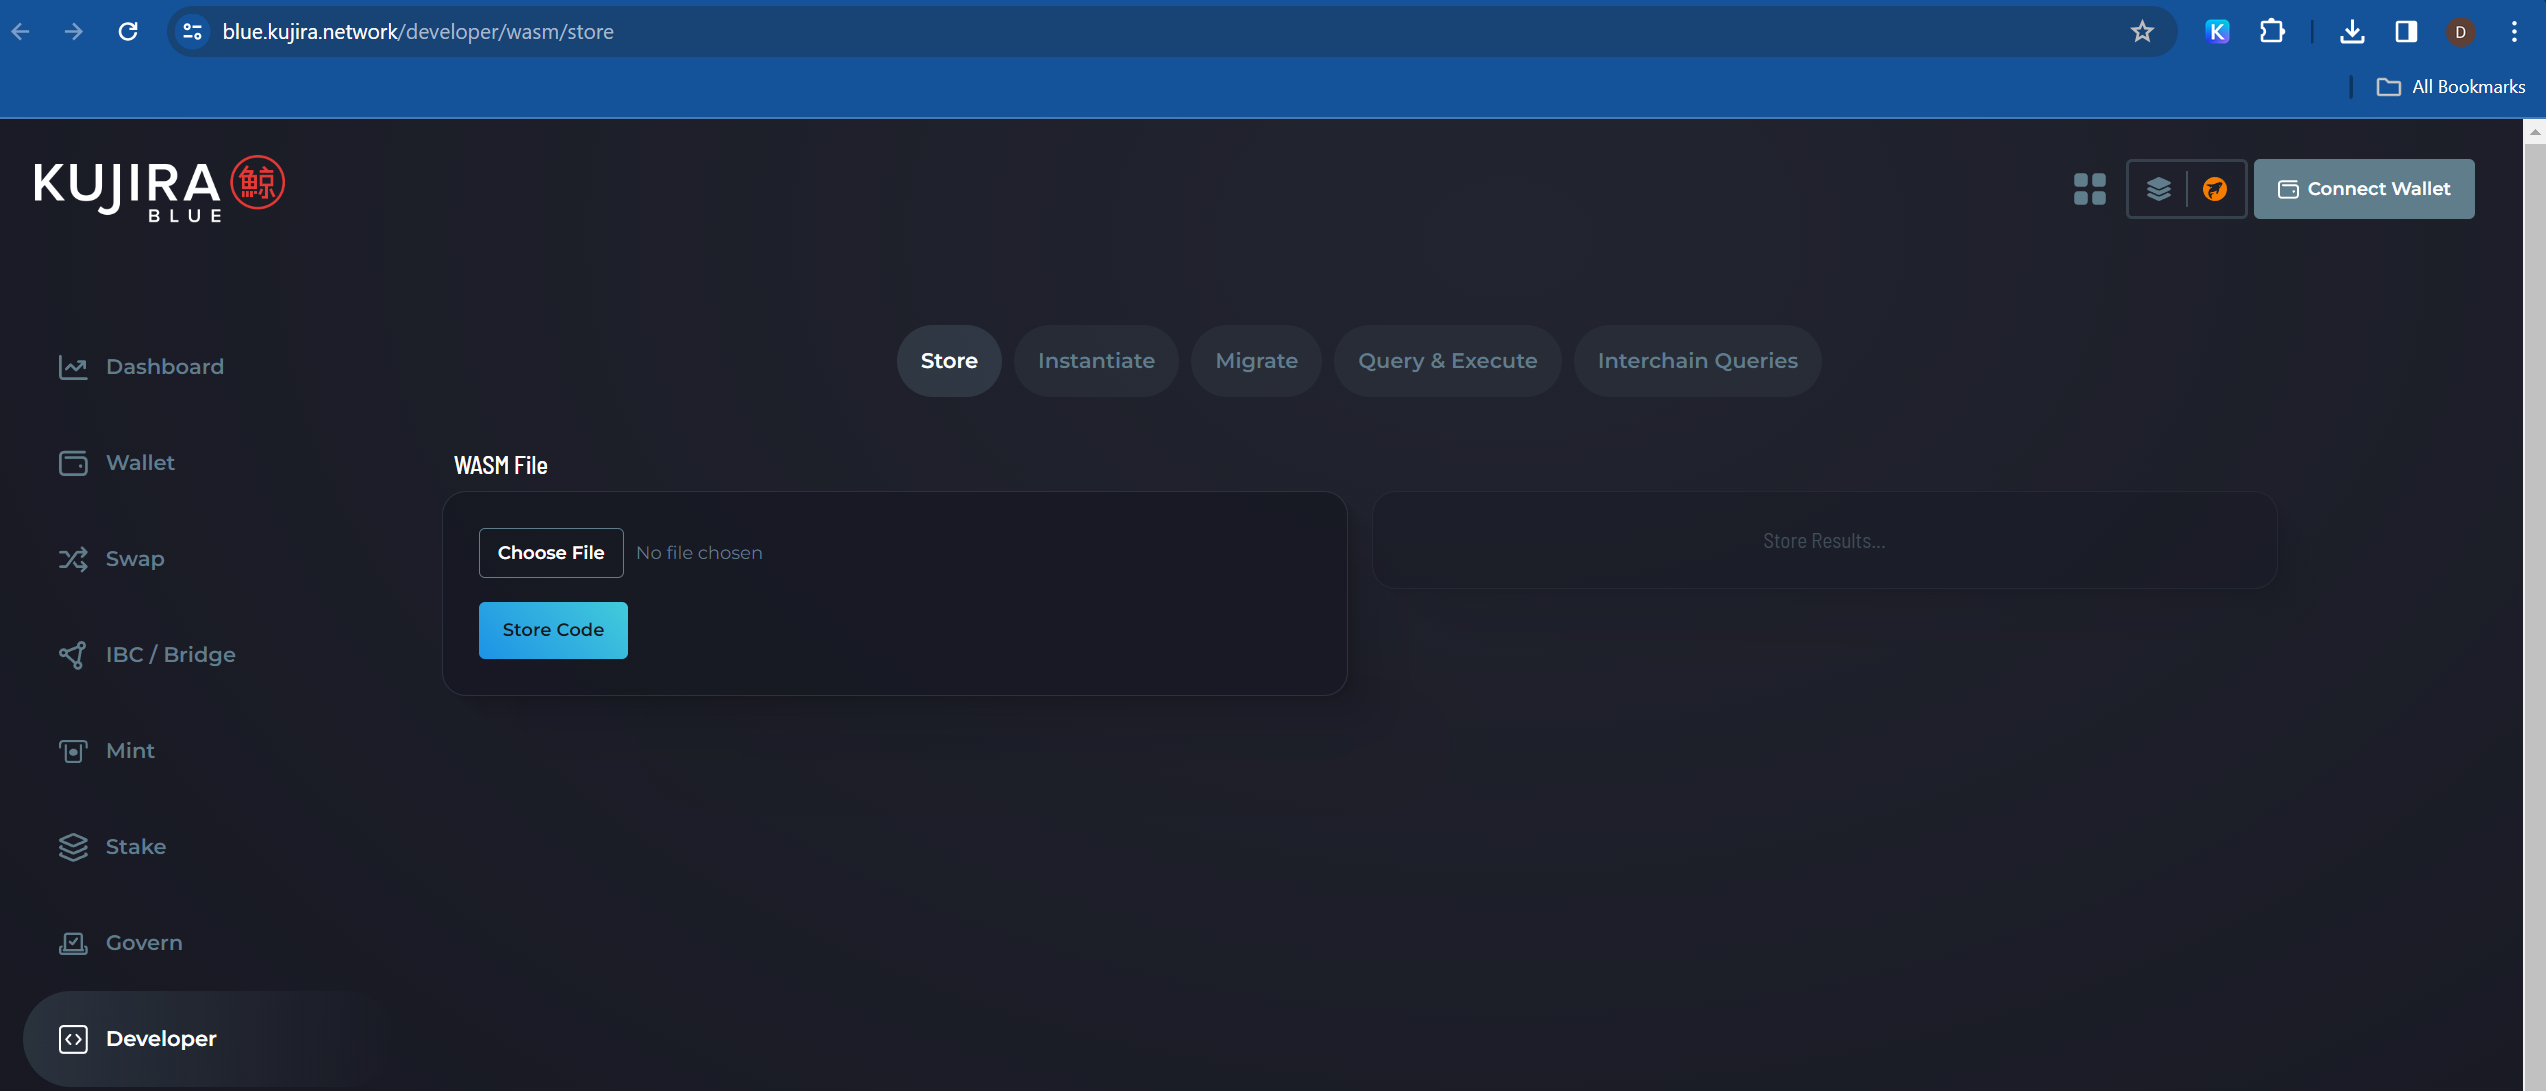 blue.kujira.network/developer/wasm/store
K
D
All Bookmarks
KUJIRA 鯨
BLUE
Connect Wallet
Store
Instantiate
Migrate
Query & Execute
Interchain Queries
Dashboard
Wallet
Swap
IBC / Bridge
Mint
Stake
Govern
Developer
WASM File
Choose File No file chosen
Store Code
Store Results...